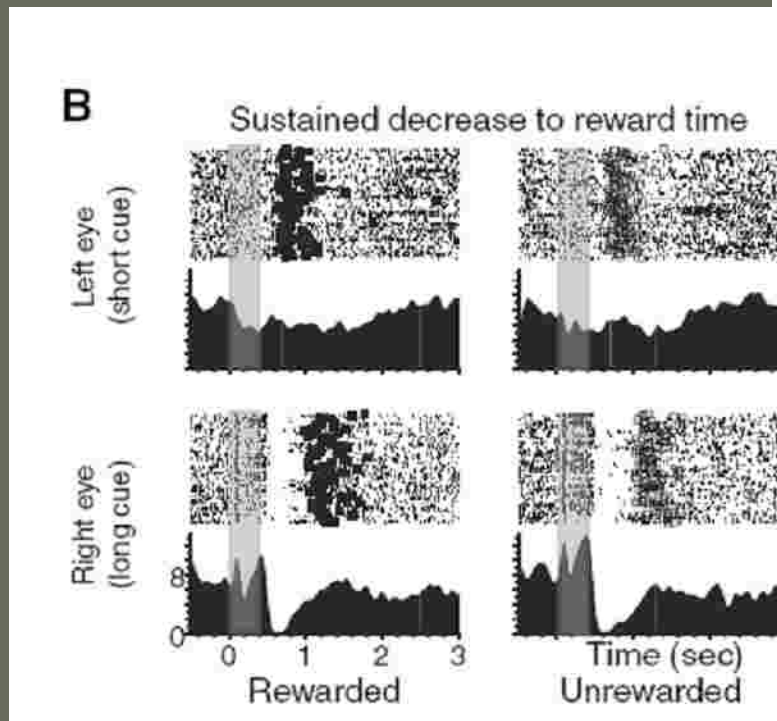 B
Sustained decrease to reward time
Left eye
(short cue)
Right eye
(long cue)
8
0
0 1 2 3
Time (sec)
Rewarded
Unrewarded